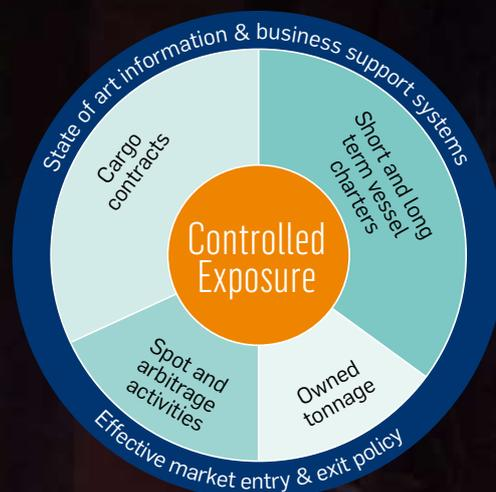 State of art information & business support systems
Cargo
contracts
Short and long
term vessel
charters
Controlled
Exposure
Spot and
arbitrage
activities
Owned
tonnage
Effective market entry & exit policy